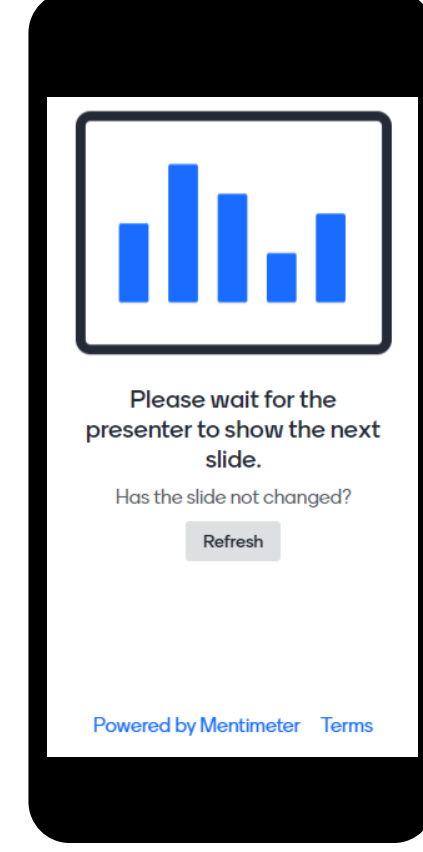 Please wait for the
presenter to show the next
slide.
Has the slide not changed?
Refresh
Powered by Mentimeter Terms